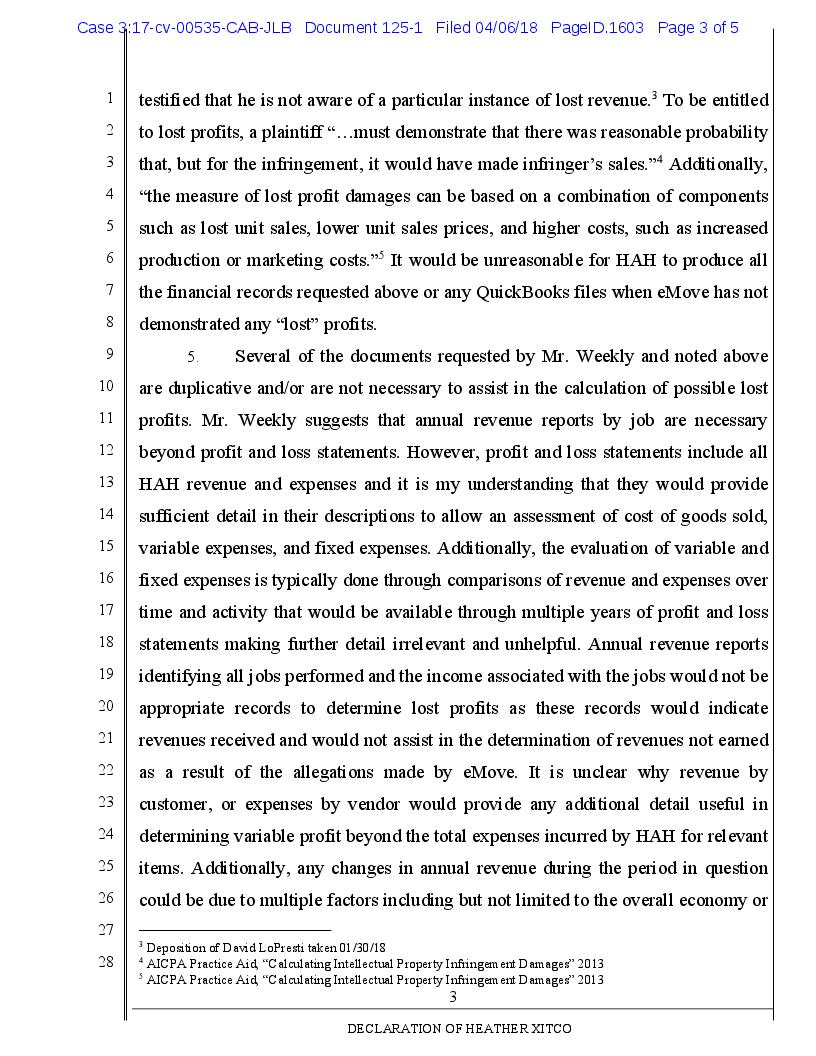 Case 3:17-cv-00535-CAB-JLB Document 125-1 Filed 04/06/18 PageID.1603 Page 3 of 5
1 testified that he is not aware of a particular instance of lost revenue.³ To be entitled
2 to lost profits, a plaintiff “…must demonstrate that there was reasonable probability
3 that, but for the infringement, it would have made infringer’s sales.”⁴ Additionally,
4 “the measure of lost profit damages can be based on a combination of components
5 such as lost unit sales, lower unit sales prices, and higher costs, such as increased
6 production or marketing costs.”⁵ It would be unreasonable for HAH to produce all
7 the financial records requested above or any QuickBooks files when eMove has not
8 demonstrated any “lost” profits.
9 5. Several of the documents requested by Mr. Weekly and noted above
10 are duplicative and/or are not necessary to assist in the calculation of possible lost
11 profits. Mr. Weekly suggests that annual revenue reports by job are necessary
12 beyond profit and loss statements. However, profit and loss statements include all
13 HAH revenue and expenses and it is my understanding that they would provide
14 sufficient detail in their descriptions to allow an assessment of cost of goods sold,
15 variable expenses, and fixed expenses. Additionally, the evaluation of variable and
16 fixed expenses is typically done through comparisons of revenue and expenses over
17 time and activity that would be available through multiple years of profit and loss
18 statements making further detail irrelevant and unhelpful. Annual revenue reports
19 identifying all jobs performed and the income associated with the jobs would not be
20 appropriate records to determine lost profits as these records would indicate
21 revenues received and would not assist in the determination of revenues not earned
22 as a result of the allegations made by eMove. It is unclear why revenue by
23 customer, or expenses by vendor would provide any additional detail useful in
24 determining variable profit beyond the total expenses incurred by HAH for relevant
25 items. Additionally, any changes in annual revenue during the period in question
26 could be due to multiple factors including but not limited to the overall economy or
27
³ Deposition of David LoPresti taken 01/30/18
28 ⁴ AICPA Practice Aid, “Calculating Intellectual Property Infringement Damages” 2013
⁵ AICPA Practice Aid, “Calculating Intellectual Property Infringement Damages” 2013
3
DECLARATION OF HEATHER XITCO